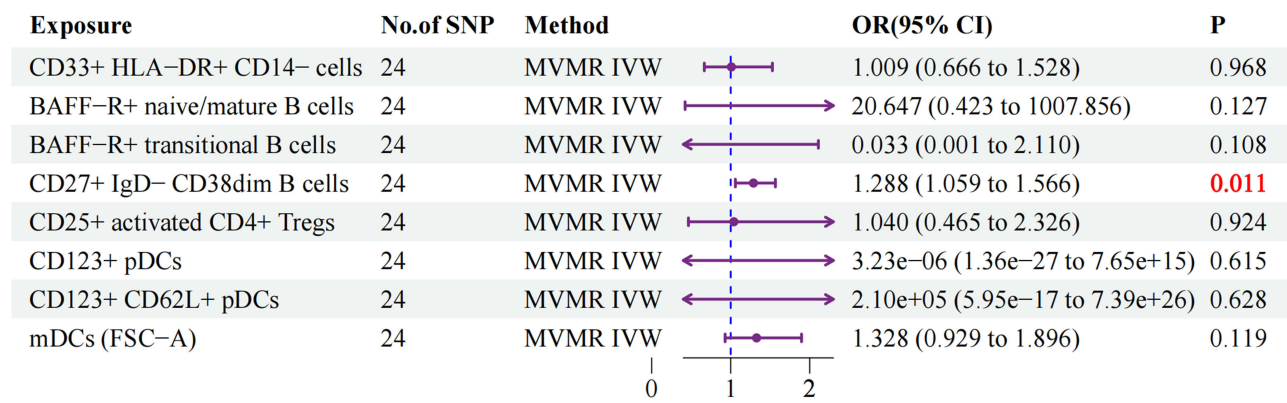 Exposure No.of SNP Method OR(95% CI) P
CD33+ HLA−DR+ CD14− cells 24 MVMR IVW 1.009 (0.666 to 1.528) 0.968
BAFF−R+ naive/mature B cells 24 MVMR IVW 20.647 (0.423 to 1007.856) 0.127
BAFF−R+ transitional B cells 24 MVMR IVW 0.033 (0.001 to 2.110) 0.108
CD27+ IgD− CD38dim B cells 24 MVMR IVW 1.288 (1.059 to 1.566) 0.011
CD25+ activated CD4+ Tregs 24 MVMR IVW 1.040 (0.465 to 2.326) 0.924
CD123+ pDCs 24 MVMR IVW 3.23e−06 (1.36e−27 to 7.65e+15) 0.615
CD123+ CD62L+ pDCs 24 MVMR IVW 2.10e+05 (5.95e−17 to 7.39e+26) 0.628
mDCs (FSC−A) 24 MVMR IVW 1.328 (0.929 to 1.896) 0.119
0 1 2